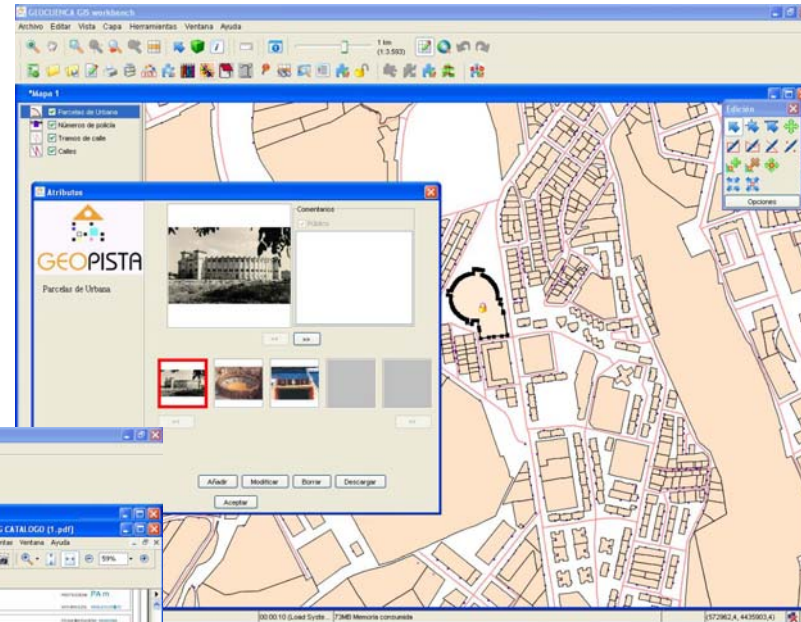 GEOCUENCA GIS workbench
Archivo Editar Vista Capa Herramientas Ventana Ayuda
1 km
(1:3.593)
*Mapa 1
Parcelas de Urbana
Números de policía
Tramos de calle
Calles
Edición
Opciones
Atributos
GEOPISTA
Parcelas de Urbana
Comentarios
Público
<<
>>
<<
>>
Añadir Modificar Borrar Descargar
Aceptar
G CATALOGO (1.pdf)
ntas Ventana Ayuda
59%
PA m
00:00:10 (Load Syste... 73MB Memoria consumida
(572962,4, 4435903,4)